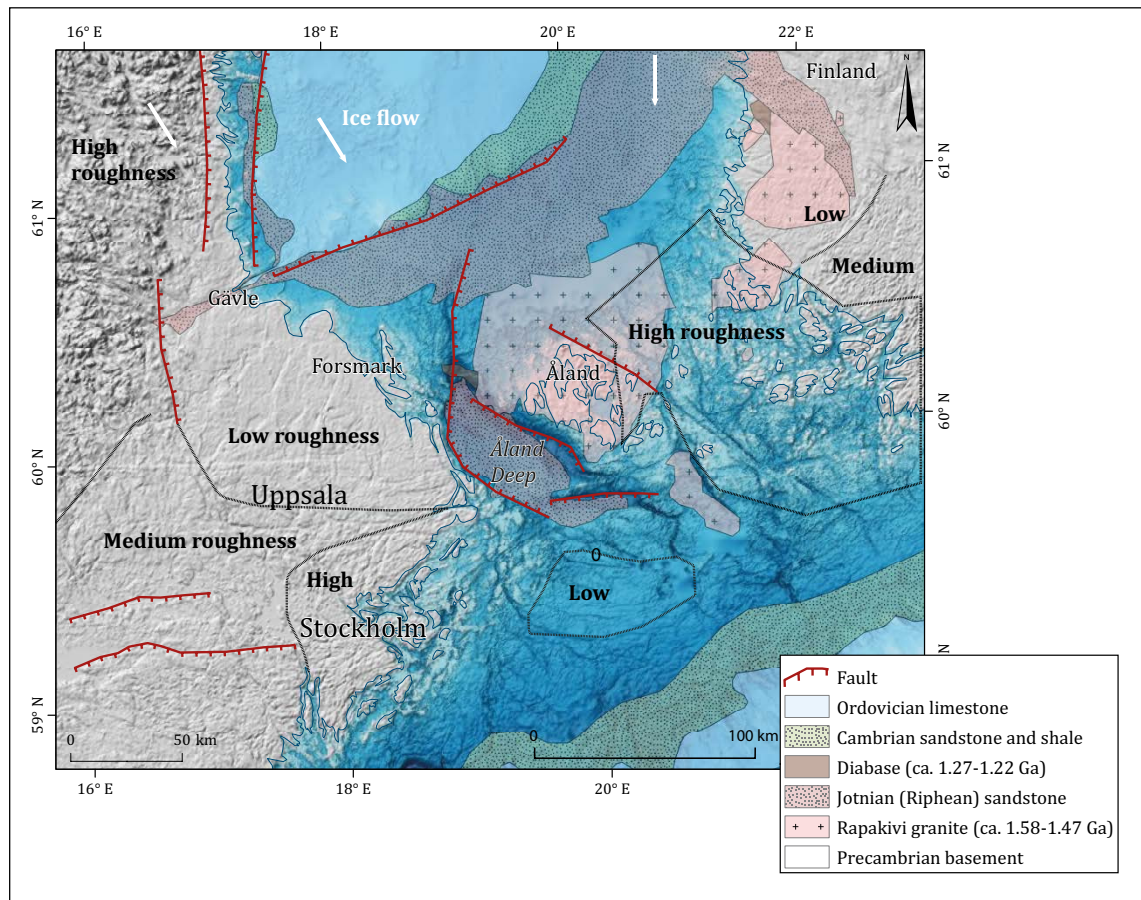 16° E
18° E
20° E
22° E
Finland
N
Ice flow
High
roughness
61° N
Low
61° N
Medium
Gävle
High roughness
Forsmark
Åland
60° N
Low roughness
Åland
Deep
60° N
Uppsala
Medium roughness
0
High
Low
Stockholm
N
59° N
0
50 km
0
100 km
16° E
18° E
20° E
Fault
Ordovician limestone
Cambrian sandstone and shale
Diabase (ca. 1.27-1.22 Ga)
Jotnian (Riphean) sandstone
Rapakivi granite (ca. 1.58-1.47 Ga)
Precambrian basement